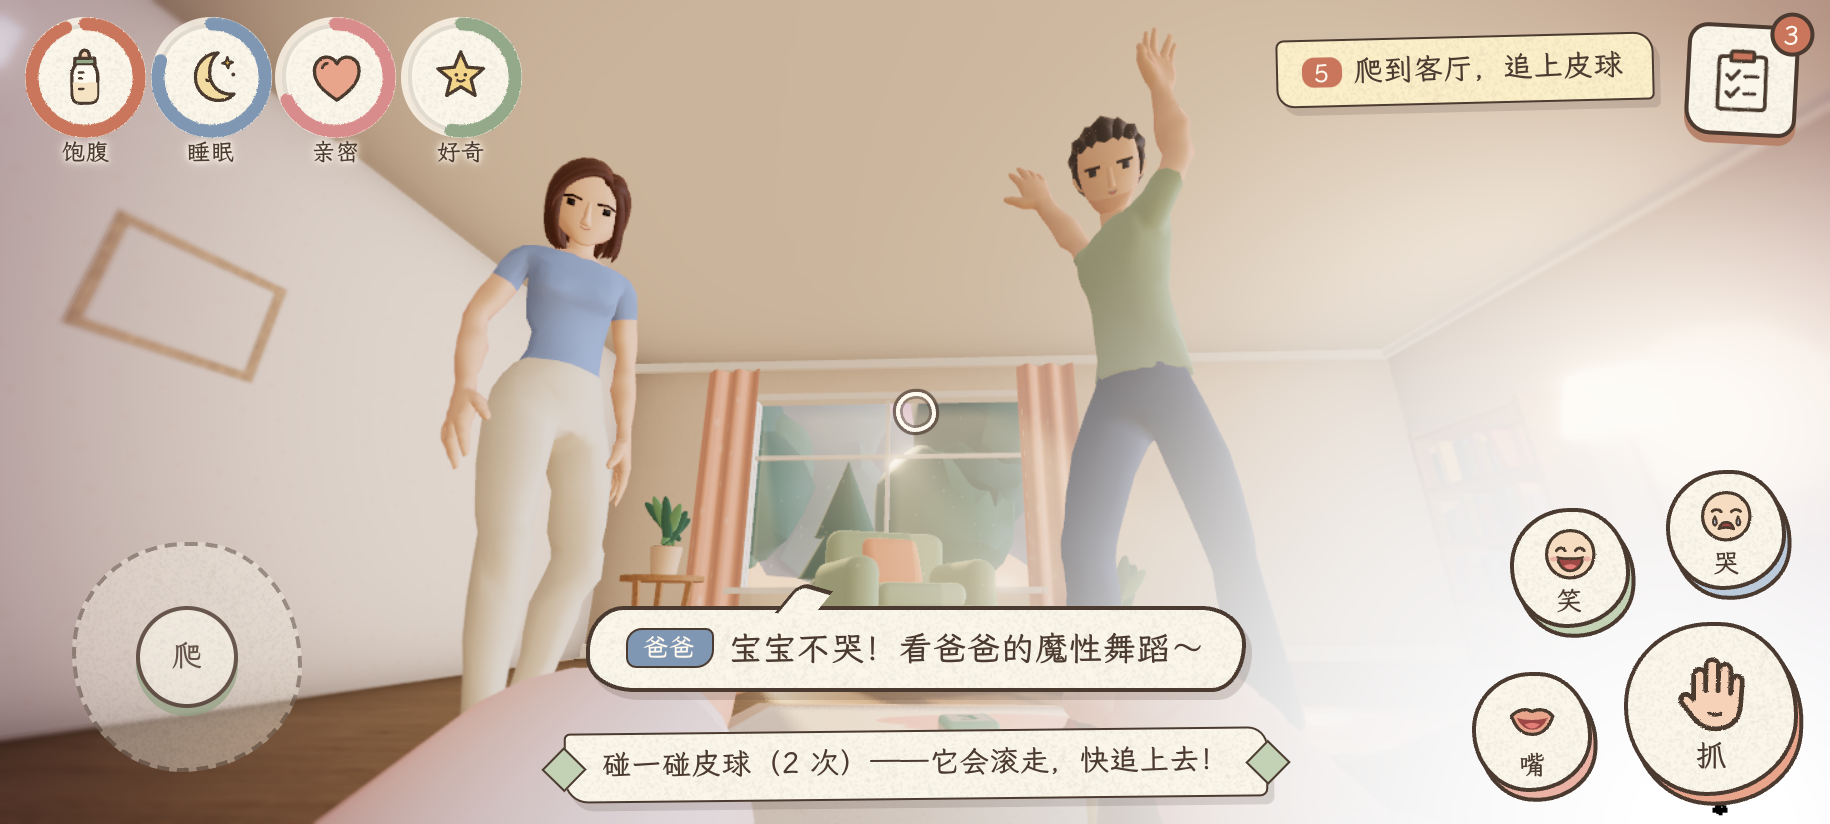 饱腹
睡眠
亲密
好奇
5 爬到客厅，追上皮球
3
爬
爸爸 宝宝不哭！看爸爸的魔性舞蹈～
碰一碰皮球（2 次）——它会滚走，快追上去！
笑
哭
嘴
抓